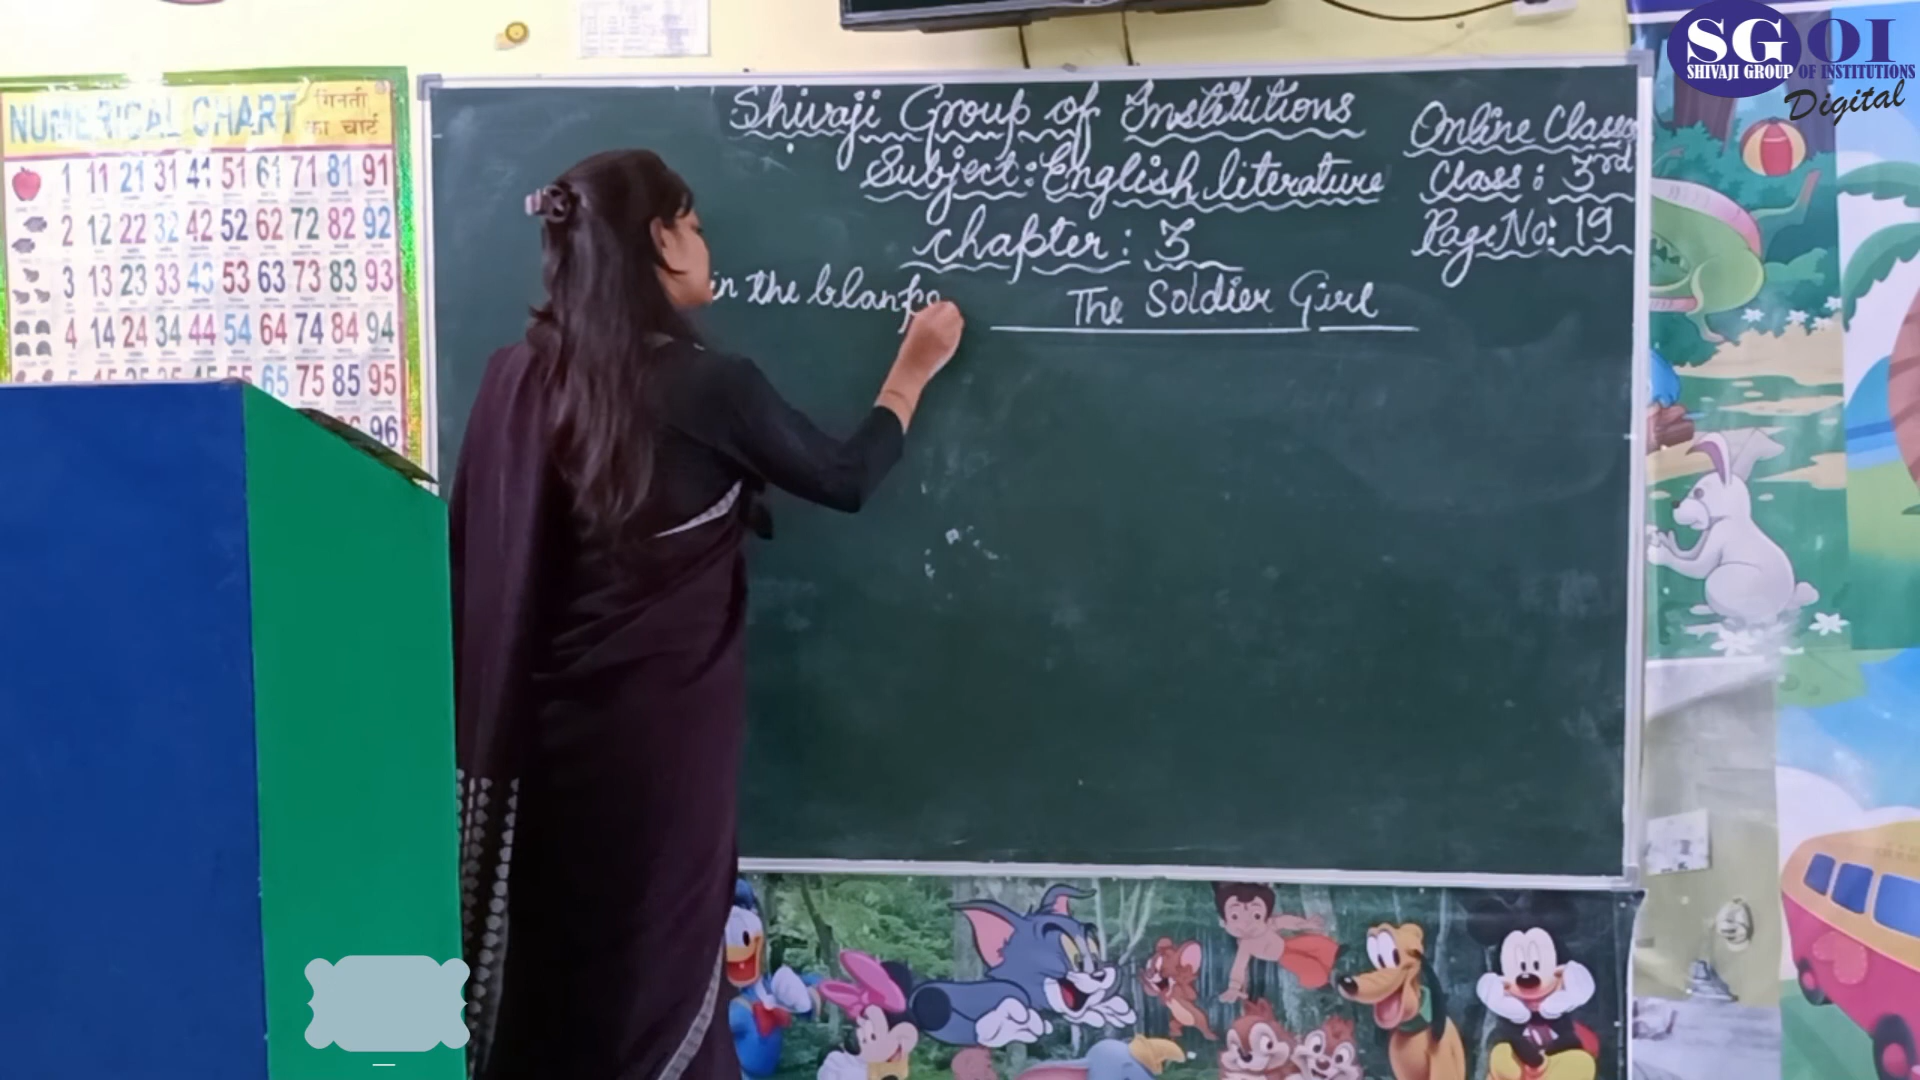 SGOI
SHIVAJI GROUP OF INSTITUTIONS
Digital
NUMERICAL CHART गिनती का चार्ट
1 11 21 31 41 51 61 71 81 91
2 12 22 32 42 52 62 72 82 92
3 13 23 33 43 53 63 73 83 93
4 14 24 34 44 54 64 74 84 94
65 75 85 95
96
Shivaji Group of Institutions
Subject: English literature
Chapter: 3
Online Classes
Class: 3rd
Page No: 19
in the blanks
The Soldier Girl